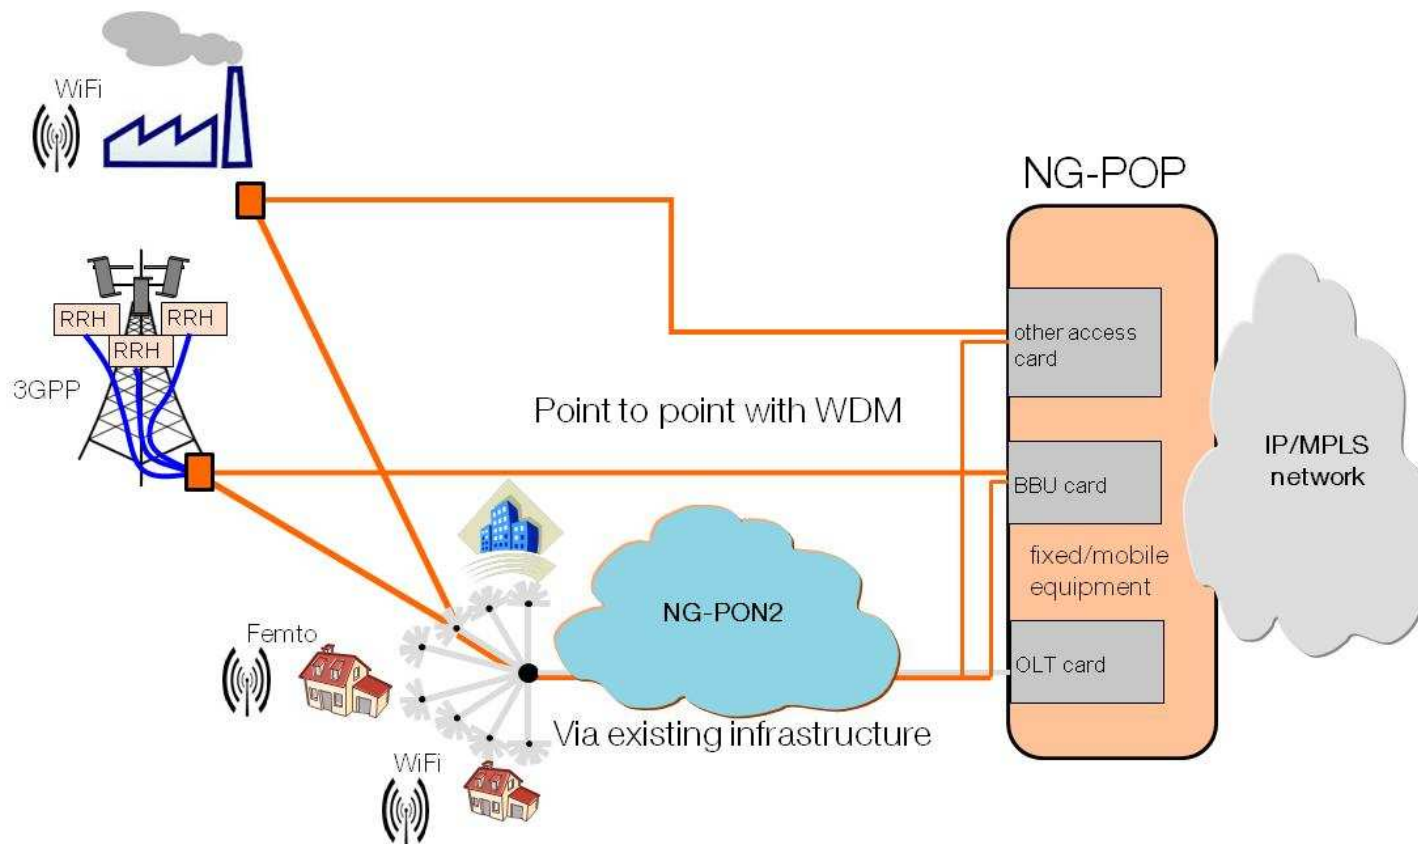 WiFi
NG-POP
RRH
RRH
RRH
3GPP
other access
card
Point to point with WDM
IP/MPLS
network
BBU card
fixed/mobile
equipment
NG-PON2
Femto
OLT card
Via existing infrastructure
WiFi